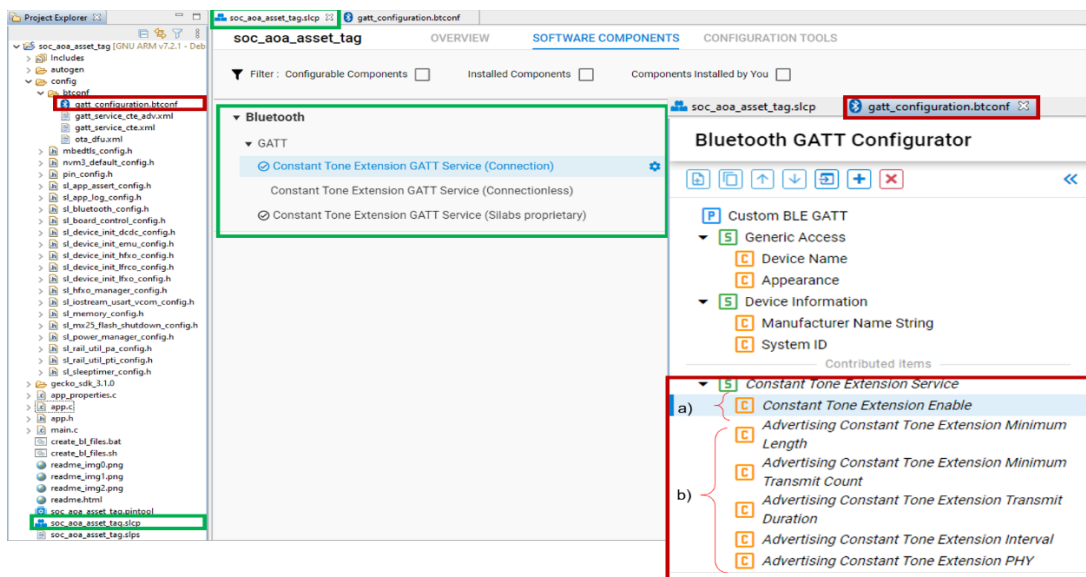 Project Explorer
soc_aoa_asset_tag [GNU ARM v7.2.1 - Deb
Includes
autogen
config
btconf
gatt_configuration.btconf
gatt_service_cte_adv.xml
gatt_service_cte.xml
ota_dfu.xml
mbedtls_config.h
nvm3_default_config.h
pin_config.h
sl_app_assert_config.h
sl_app_log_config.h
sl_bluetooth_config.h
sl_board_control_config.h
sl_device_init_dcdc_config.h
sl_device_init_emu_config.h
sl_device_init_hfxo_config.h
sl_device_init_lfrco_config.h
sl_device_init_lfxo_config.h
sl_hfxo_manager_config.h
sl_iostream_usart_vcom_config.h
sl_memory_config.h
sl_mx25_flash_shutdown_config.h
sl_power_manager_config.h
sl_rail_util_pa_config.h
sl_rail_util_pti_config.h
sl_sleeptimer_config.h
gecko_sdk_3.1.0
app_properties.c
app.c
app.h
main.c
create_bl_files.bat
create_bl_files.sh
readme_img0.png
readme_img1.png
readme_img2.png
readme.html
soc_aoa_asset_tag.pintool
soc_aoa_asset_tag.slcp
soc_aoa_asset_tag.slps
soc_aoa_asset_tag.slcp gatt_configuration.btconf
soc_aoa_asset_tag OVERVIEW SOFTWARE COMPONENTS CONFIGURATION TOOLS
Filter : Configurable Components Installed Components Components Installed by You
Bluetooth
GATT
Constant Tone Extension GATT Service (Connection)
Constant Tone Extension GATT Service (Connectionless)
Constant Tone Extension GATT Service (Silabs proprietary)
soc_aoa_asset_tag.slcp gatt_configuration.btconf
Bluetooth GATT Configurator
P Custom BLE GATT
S Generic Access
C Device Name
C Appearance
S Device Information
C Manufacturer Name String
C System ID
Contributed items
S Constant Tone Extension Service
a) C Constant Tone Extension Enable
C Advertising Constant Tone Extension Minimum
Length
C Advertising Constant Tone Extension Minimum
Transmit Count
b) C Advertising Constant Tone Extension Transmit
Duration
C Advertising Constant Tone Extension Interval
C Advertising Constant Tone Extension PHY